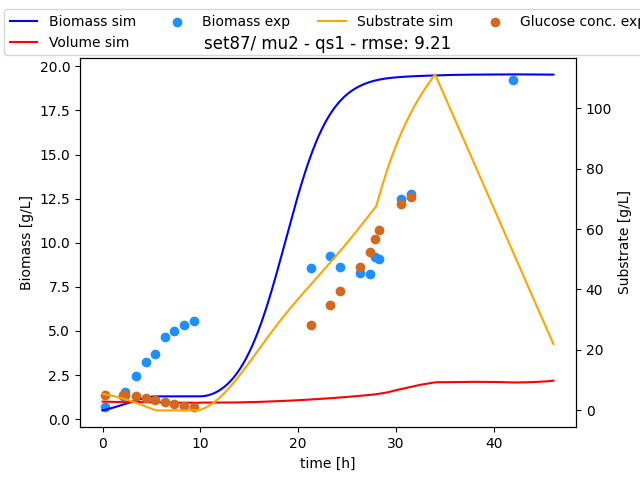 Biomass sim Biomass exp Substrate sim Glucose conc. exp
Volume sim
set87/ mu2 - qs1 - rmse: 9.21
20.0
17.5
15.0
12.5
10.0
7.5
5.0
2.5
0.0
Biomass [g/L]
100
80
60
40
20
0
Substrate [g/L]
0 10 20 30 40
time [h]